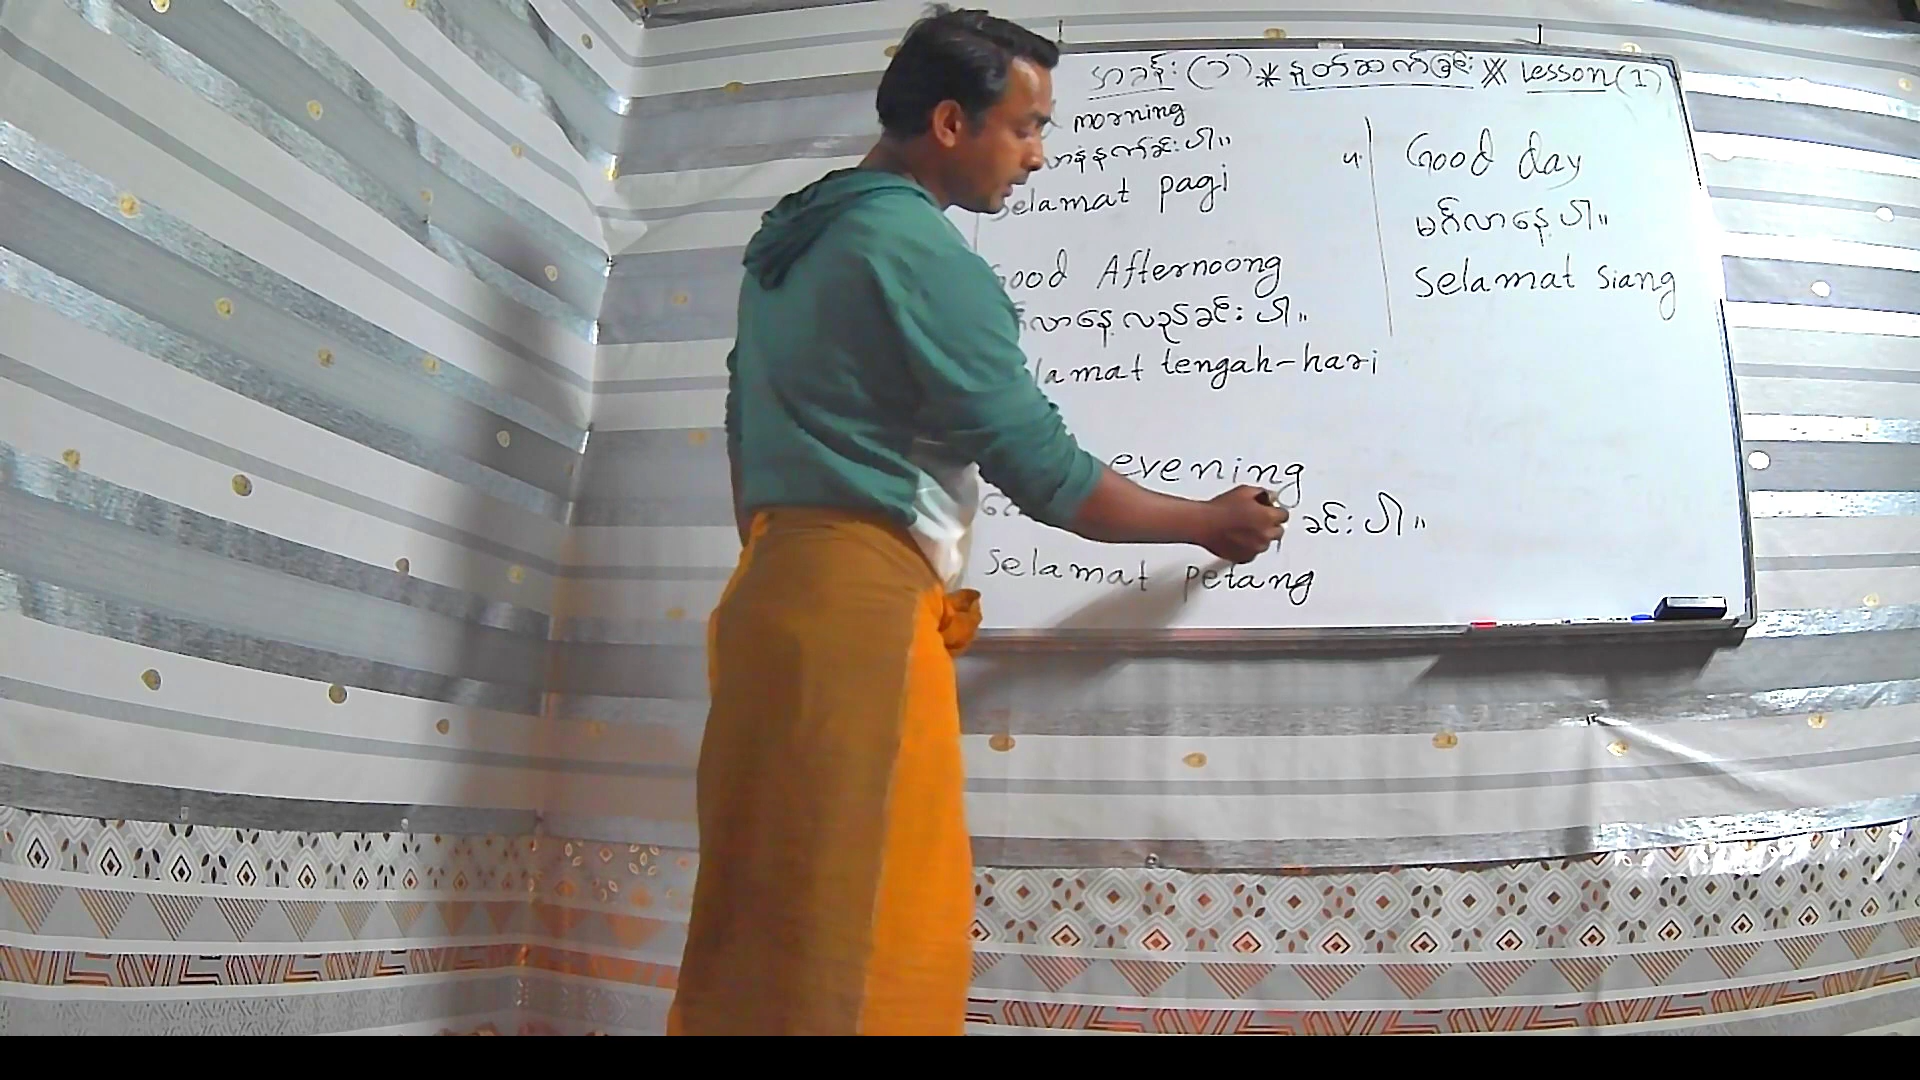 အခန်း (၁) * နှုတ်ဆက်ခြင်း * Lesson (1)
morning
နံနက်ခင်း ပါ။
Selamat pagi
Good Afternoong
လာနေ့လည်ခင်း ပါ။
lamat tengah-hari
evening
ခင်း ပါ။
Selamat petang
၄။
Good day
မင်္ဂလာနေ့ ပါ။
Selamat Siang